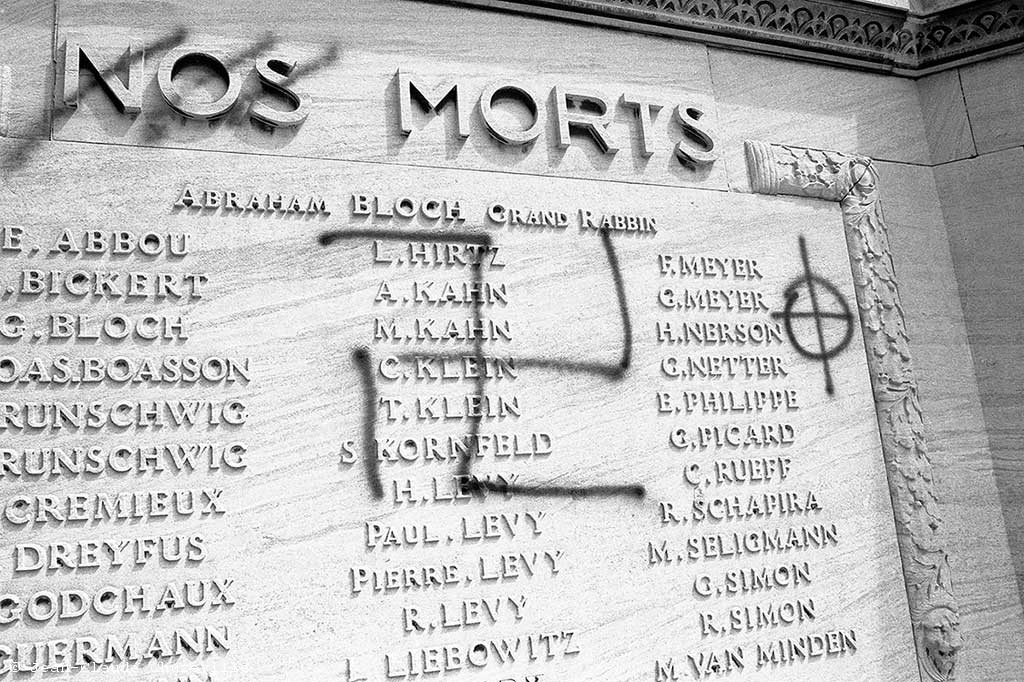 NOS MORTS
ABRAHAM BLOCH GRAND RABBIN
E. ABBOU
.BICKERT
G. BLOCH
OAS.BOASSON
RUNSCHWIG
RUNSCHWIG
CREMIEUX
DREYFUS
GODCHAUX
GUERMANN
L. HIRTZ
A. KAHN
M. KAHN
C. KLEIN
T. KLEIN
S KORNFELD
H. LEVY
PAUL. LEVY
PIERRE. LEVY
R. LEVY
L LIEBOWITZ
F. MEYER
G. MEYER
H. NERSON
G. NETTER
E. PHILIPPE
G. PICARD
C. RUEFF
R. SCHAPIRA
M. SELIGMANN
G. SIMON
R. SIMON
M. VAN MINDEN